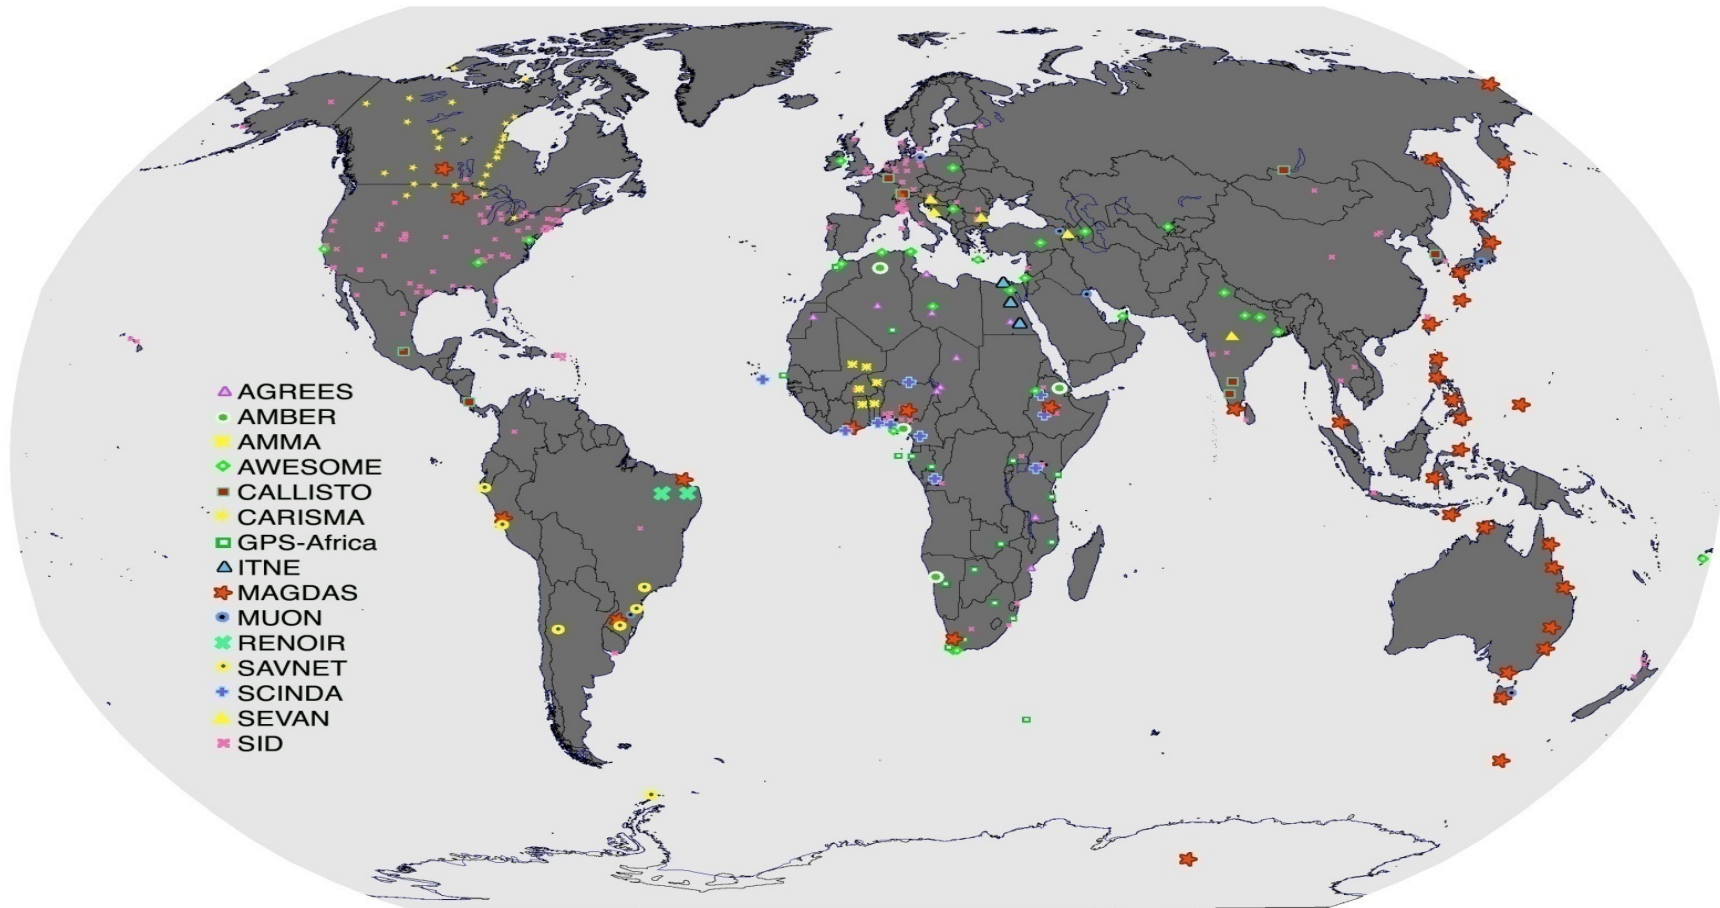 AGREES
AMBER
AMMA
AWESOME
CALLISTO
CARISMA
GPS-Africa
ITNE
MAGDAS
MUON
RENOIR
SAVNET
SCINDA
SEVAN
SID